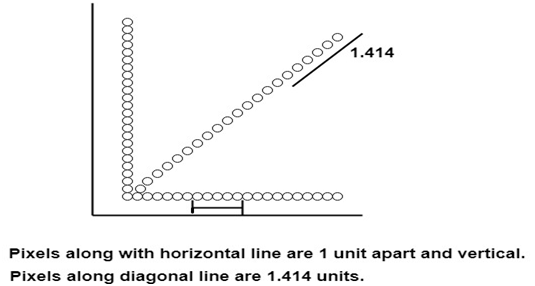 1.414
Pixels along with horizontal line are 1 unit apart and vertical.
Pixels along diagonal line are 1.414 units.